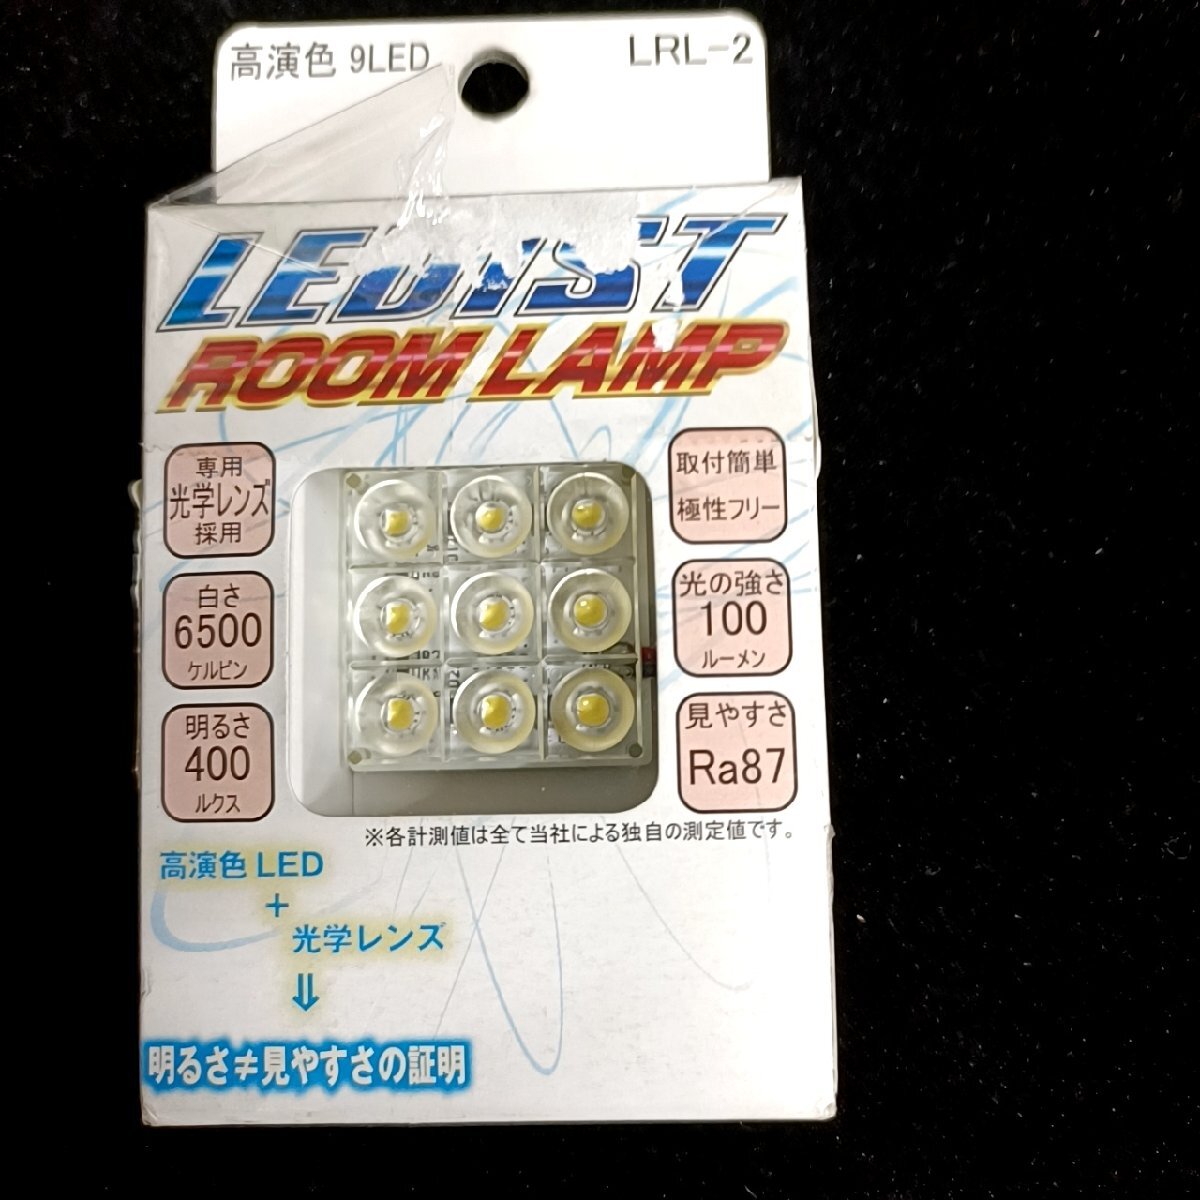 高演色 9LED
LRL-2
LEDIST
ROOM LAMP
専用
光学レンズ
採用
白さ
6500
ケルビン
明るさ
400
ルクス
取付簡単
極性フリー
光の強さ
100
ルーメン
見やすさ
Ra87
※各計測値は全て当社による独自の測定値です。
高演色 LED
+
光学レンズ
⇓
明るさ≠見やすさの証明